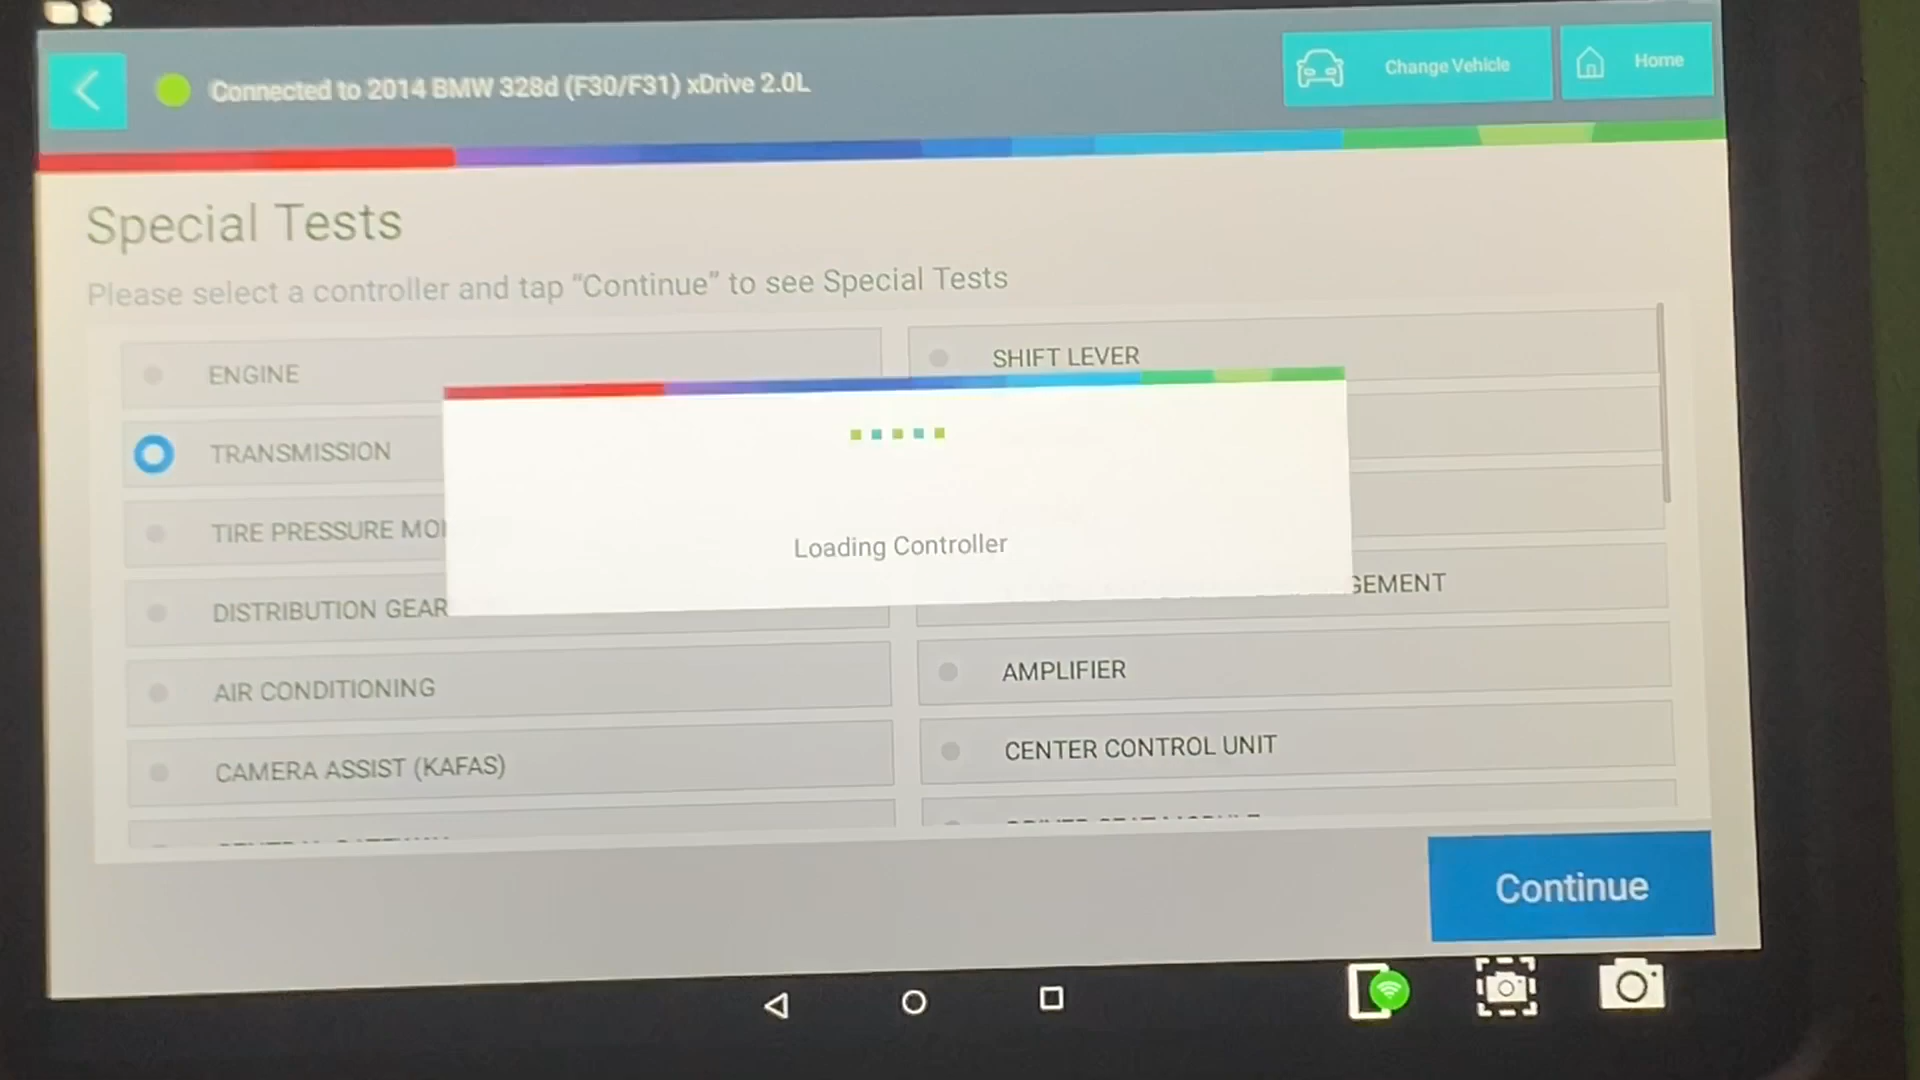 Connected to 2014 BMW 328d (F30/F31) xDrive 2.0L
Change Vehicle
Home
Special Tests
Please select a controller and tap "Continue" to see Special Tests
ENGINE
SHIFT LEVER
TRANSMISSION
TIRE PRESSURE MO
Loading Controller
DISTRIBUTION GEAR
GEMENT
AIR CONDITIONING
AMPLIFIER
CAMERA ASSIST (KAFAS)
CENTER CONTROL UNIT
Continue